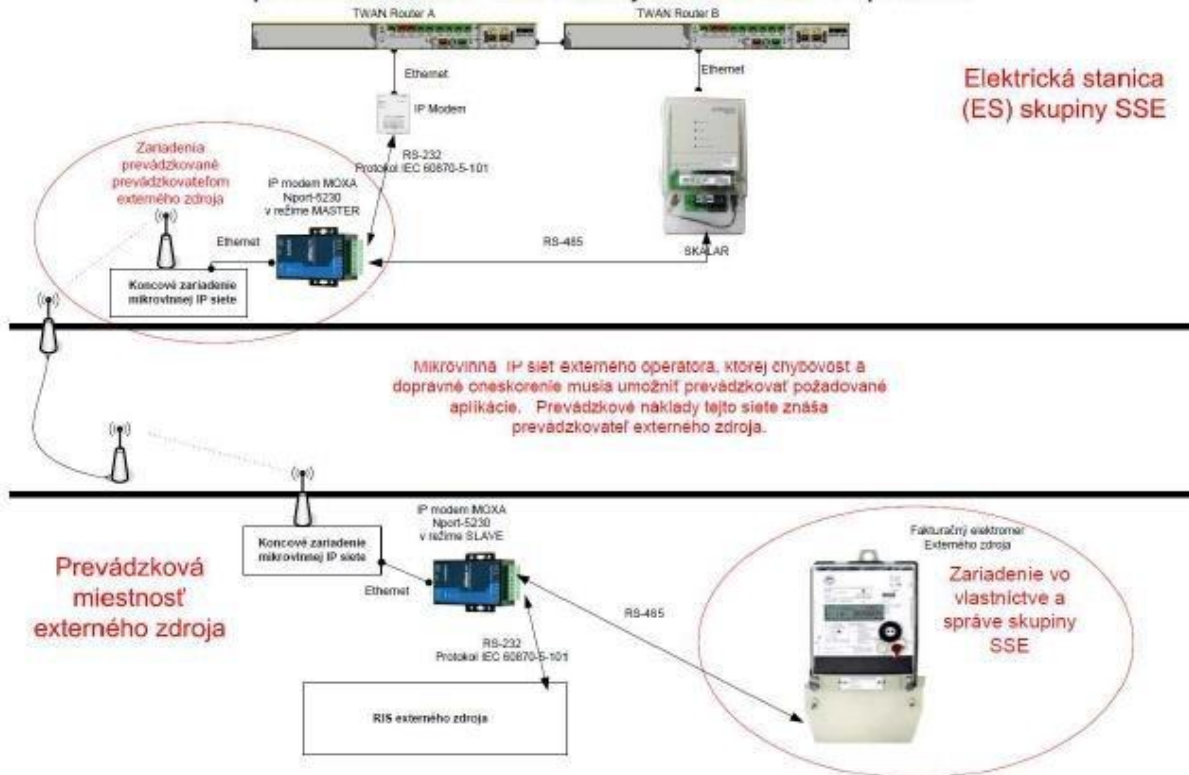 TWAN Router A
TWAN Router B
Ethernet
Ethernet
IP Modem
Elektrická stanica
(ES) skupiny SSE
Zariadenia
prevádzkované
prevádzkovateľom
externého zdroja
RS-232
Protokol IEC 60870-5-101
IP modem MOXA
Nport-5230
v režime MASTER
Ethernet
RS-485
SKALAR
Koncové zariadenie
mikrovlnnej IP siete
Mikrovlnná IP sieť externého operátora, ktorej chybovosť a
dopravné oneskorenie musia umožniť prevádzkovať požadované
aplikácie. Prevádzkové náklady tejto siete znáša
prevádzkovateľ externého zdroja.
IP modem MOXA
Nport-5230
v režime SLAVE
Koncové zariadenie
mikrovlnnej IP siete
Ethernet
Fakturačný elektromer
Externého zdroja
Prevádzková
miestnosť
externého zdroja
Zariadenie vo
vlastníctve a
správe skupiny
SSE
RS-485
RS-232
Protokol IEC 60870-5-101
RIS externého zdroja